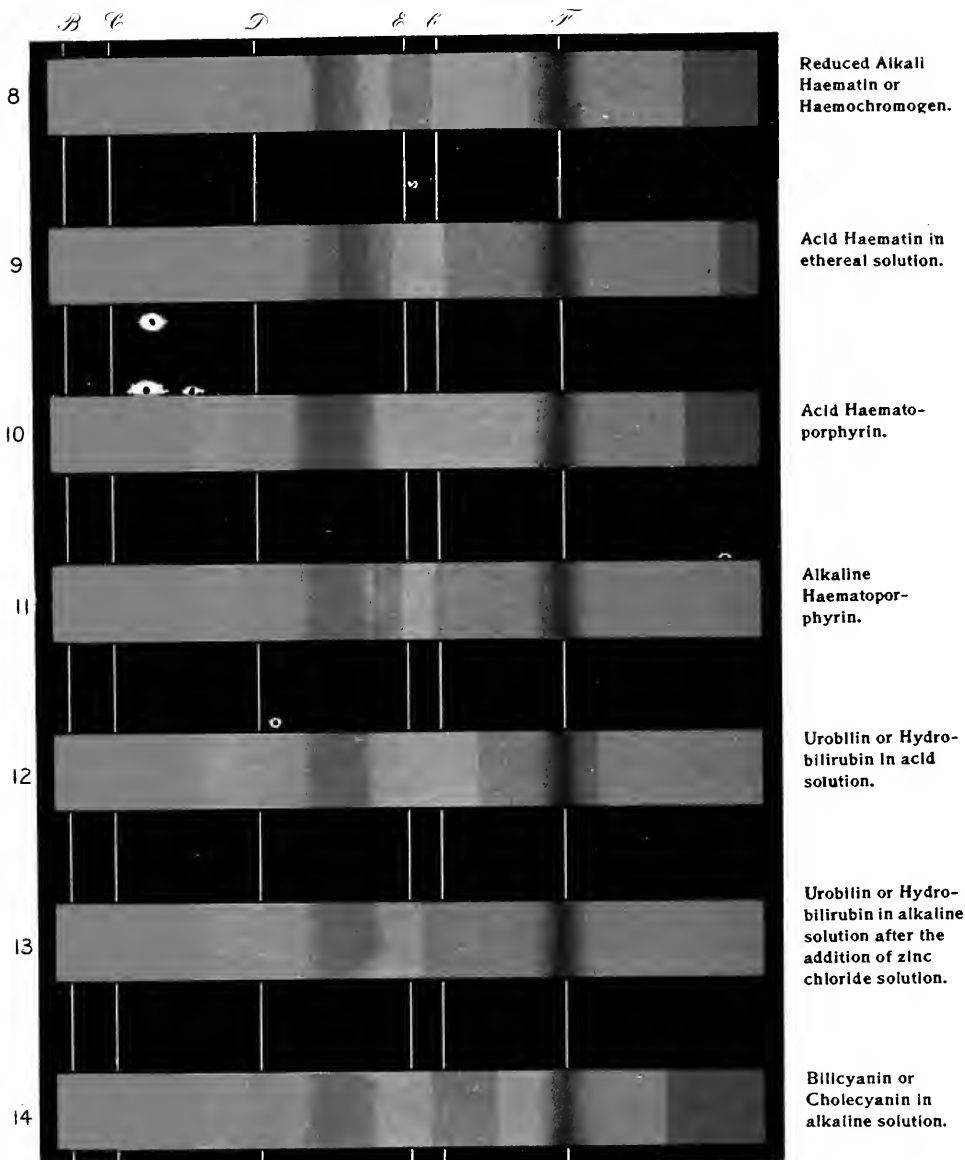 B C D E b F
8
Reduced Alkali
Haematin or
Haemochromogen.
9
Acid Haematin in
ethereal solution.
10
Acid Haemato-
porphyrin.
11
Alkaline
Haematopor-
phyrin.
12
Urobilin or Hydro-
bilirubin in acid
solution.
13
Urobilin or Hydro-
bilirubin in alkaline
solution after the
addition of zinc
chloride solution.
14
Bilicyanin or
Cholecyanin in
alkaline solution.